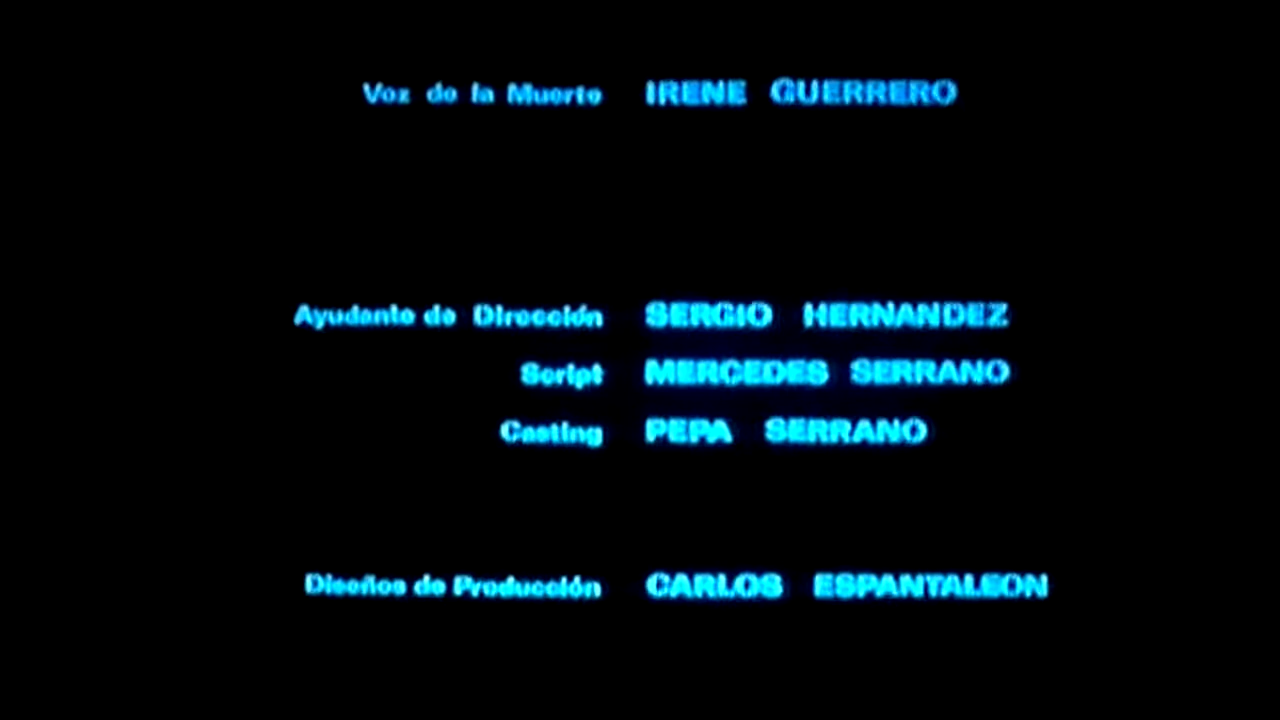 Voz de la Muerte IRENE GUERRERO
Ayudante de Dirección SERGIO HERNANDEZ
Script MERCEDES SERRANO
Casting PEPA SERRANO
Diseños de Producción CARLOS ESPANTALEON